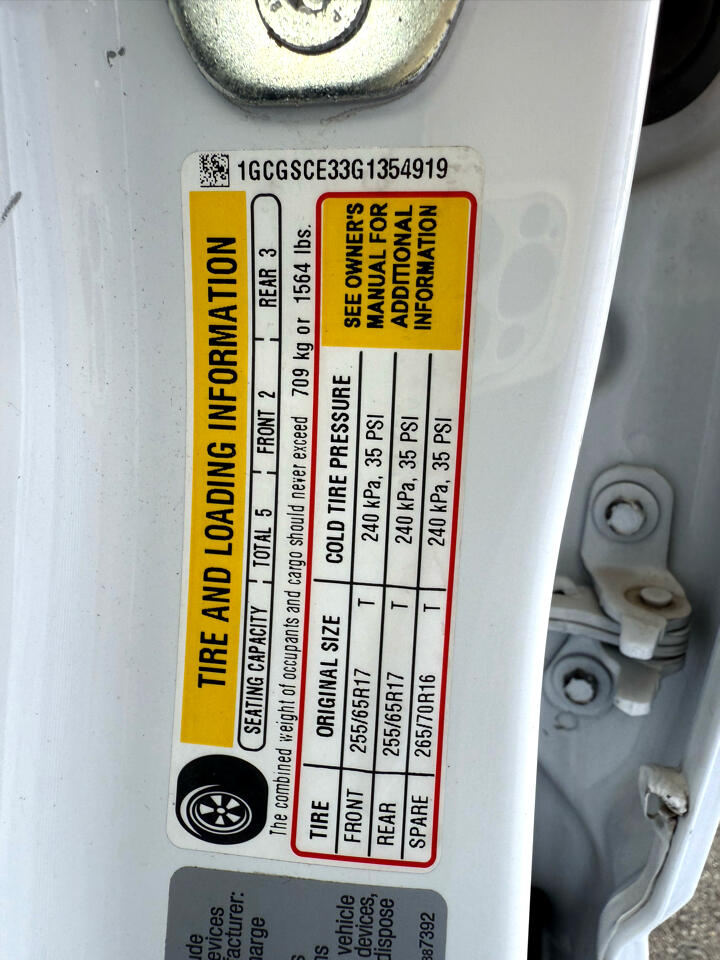 1GCGSCE33G1354919
TIRE AND LOADING INFORMATION
SEATING CAPACITY TOTAL 5 FRONT 2 REAR 3
The combined weight of occupants and cargo should never exceed 709 kg or 1564 lbs.
TIRE ORIGINAL SIZE COLD TIRE PRESSURE
FRONT 255/65R17 T 240 kPa, 35 PSI
REAR 255/65R17 T 240 kPa, 35 PSI
SPARE 265/70R16 T 240 kPa, 35 PSI
SEE OWNER'S
MANUAL FOR
ADDITIONAL
INFORMATION
vehicle
devices,
dispose